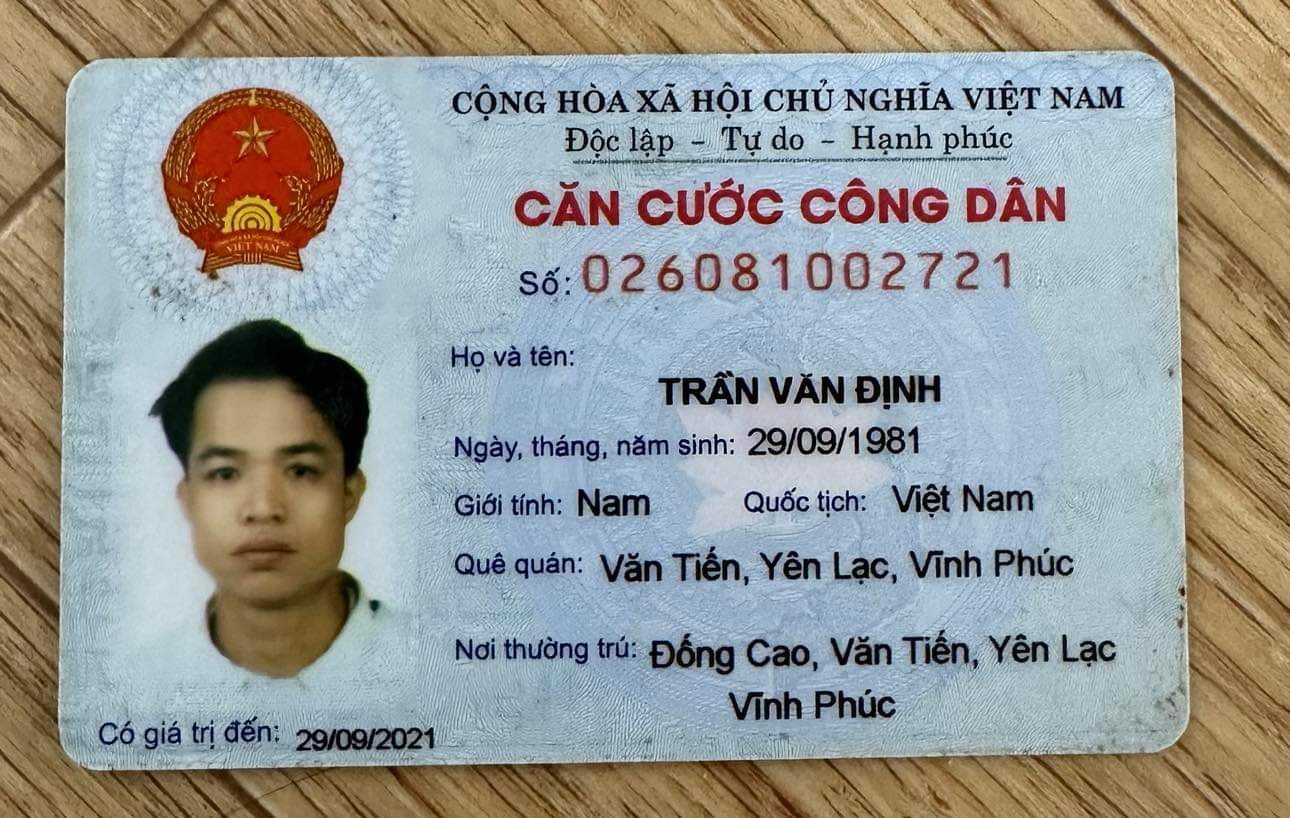 CỘNG HÒA XÃ HỘI CHỦ NGHĨA VIỆT NAM
Độc lập - Tự do - Hạnh phúc
CĂN CƯỚC CÔNG DÂN
Số: 026081002721
Họ và tên:
TRẦN VĂN ĐỊNH
Ngày, tháng, năm sinh: 29/09/1981
Giới tính: Nam Quốc tịch: Việt Nam
Quê quán: Văn Tiến, Yên Lạc, Vĩnh Phúc
Nơi thường trú: Đống Cao, Văn Tiến, Yên Lạc
Vĩnh Phúc
Có giá trị đến: 29/09/2021
VIỆT NAM